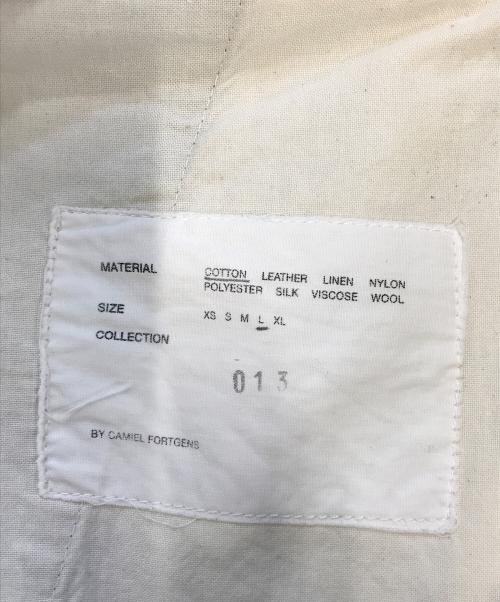 MATERIAL COTTON LEATHER LINEN NYLON
POLYESTER SILK VISCOSE WOOL
SIZE XS S M L XL
COLLECTION
013
BY CAMIEL FORTGENS